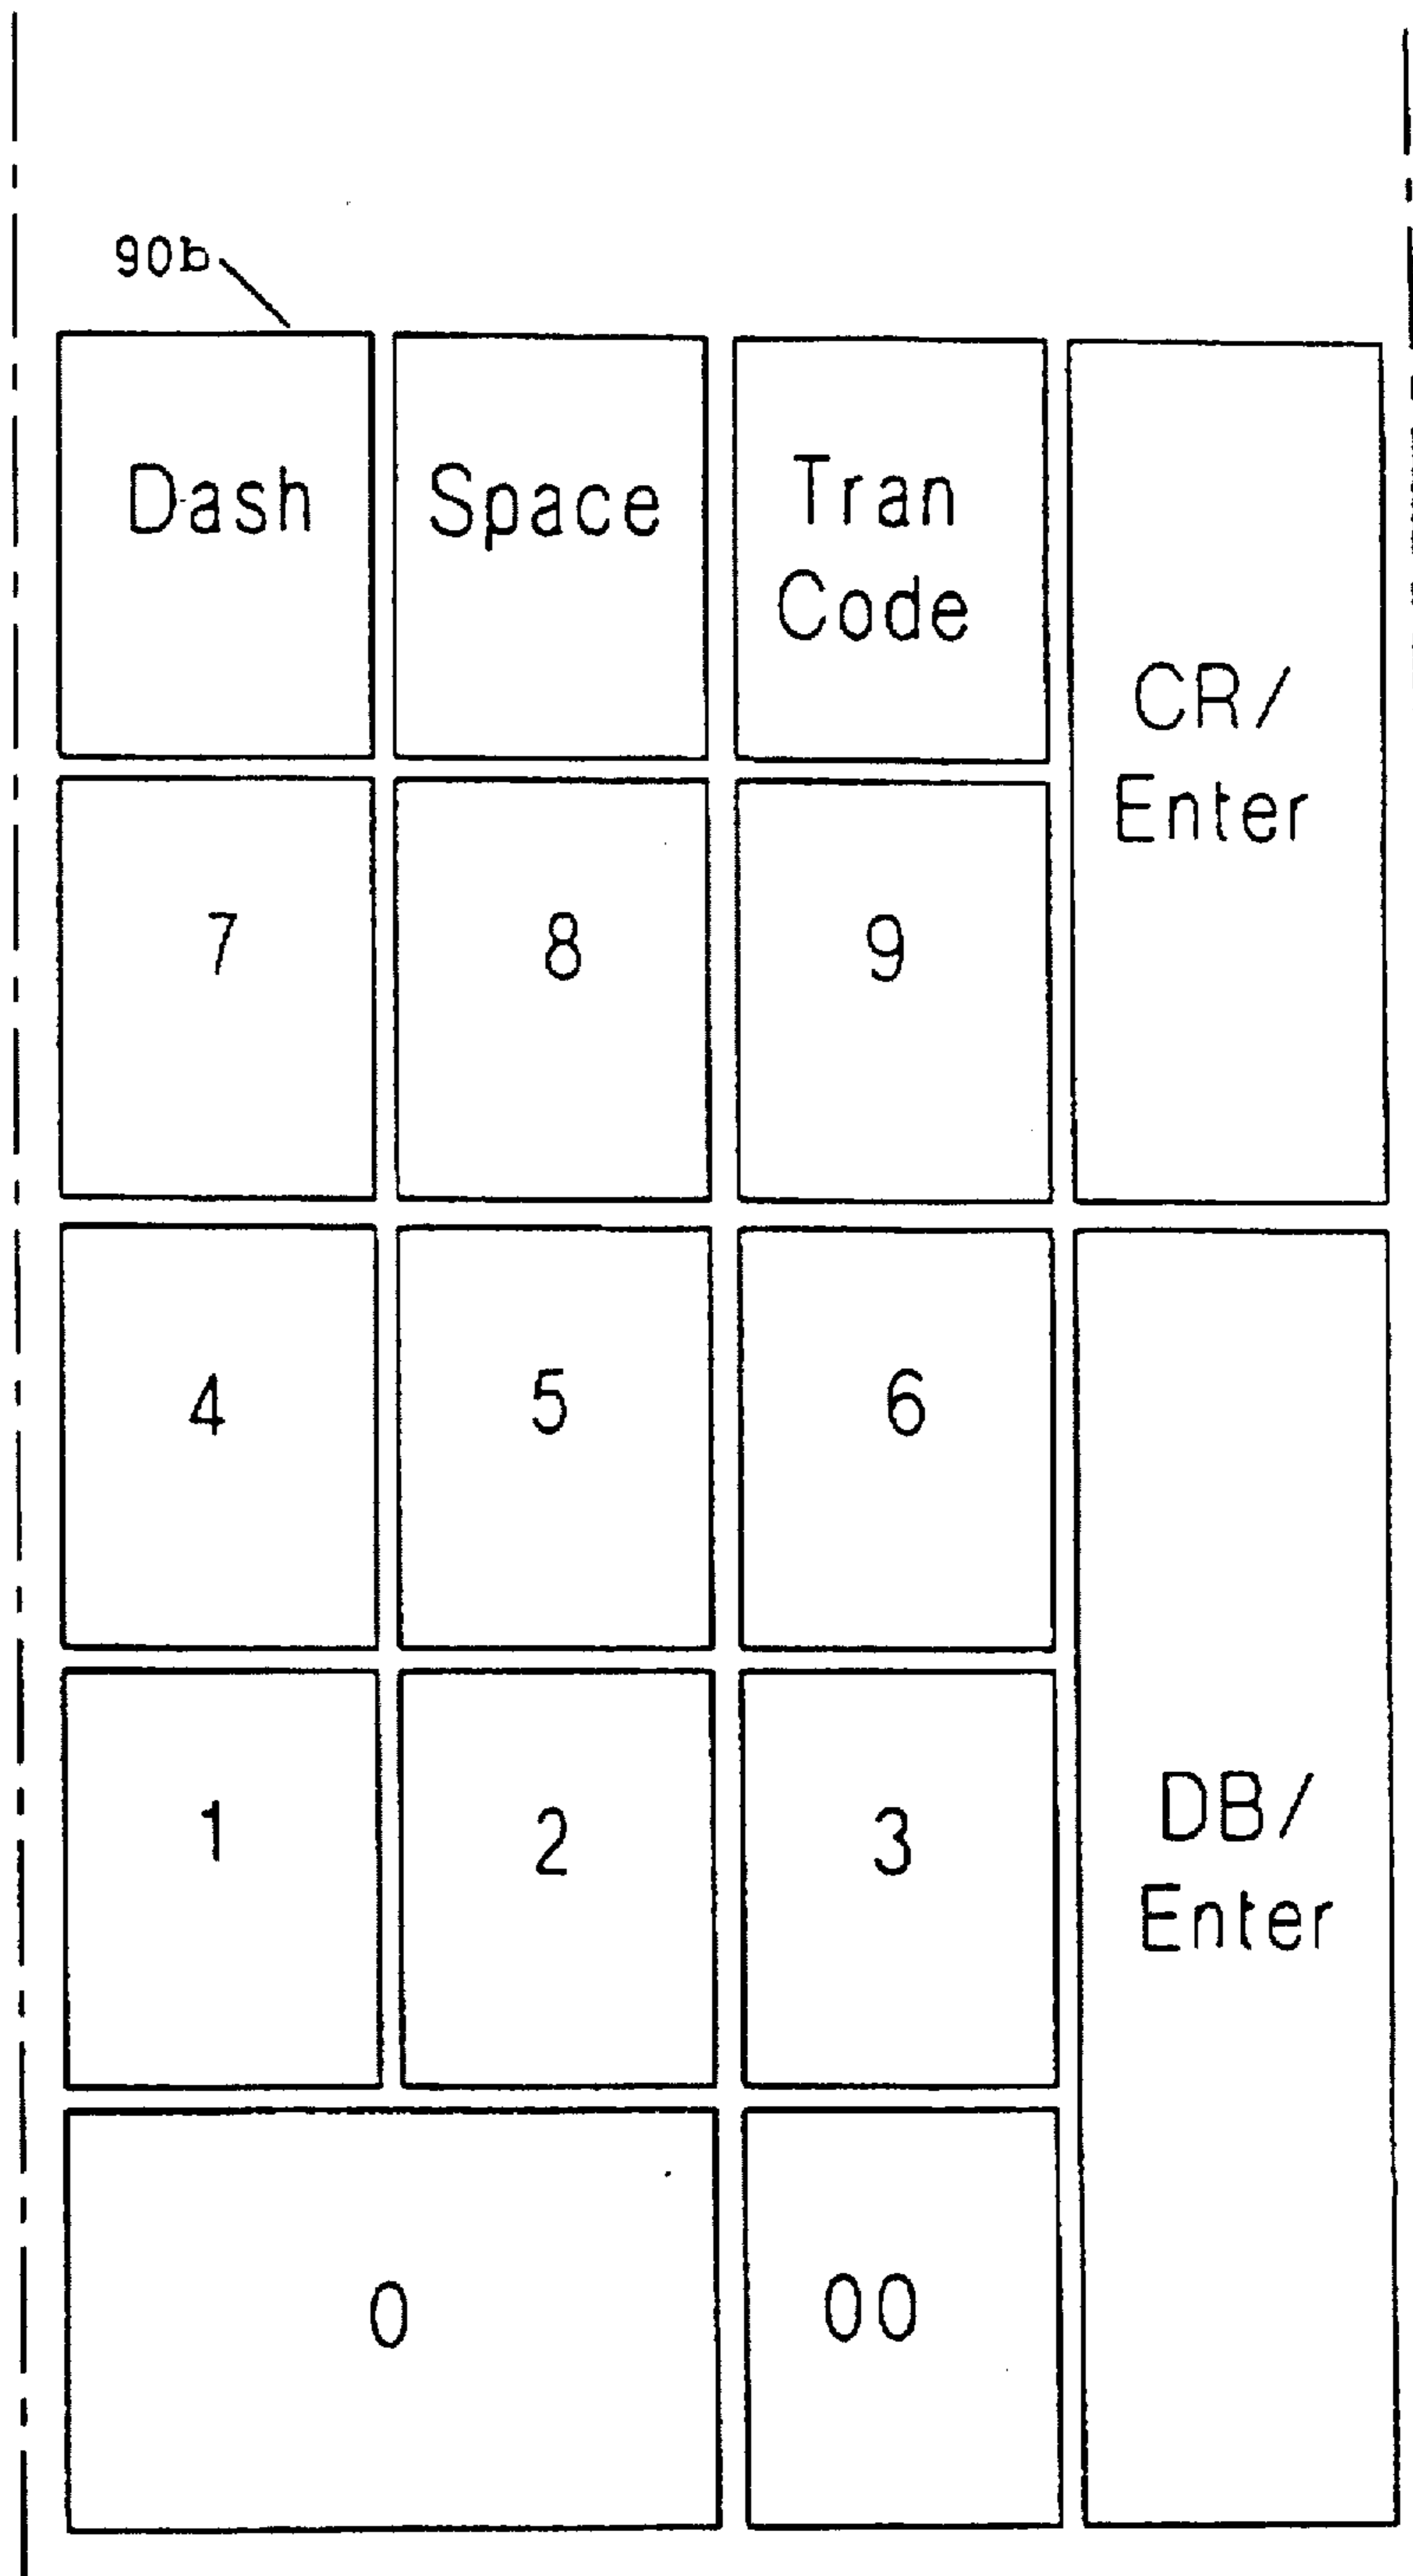 90b
Dash
Space
Tran
Code
CR/
Enter
7
8
9
4
5
6
1
2
3
DB/
Enter
0
00